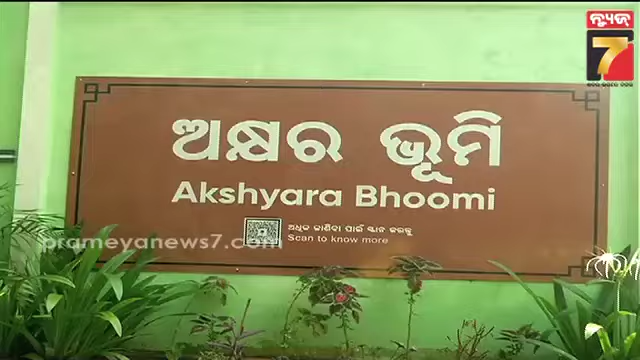 ନ୍ୟୁଜ୍
7
ଅକ୍ଷର ଭୂମି
Akshyara Bhoomi
ଅଧିକ ଜାଣିବା ପାଇଁ ସ୍କାନ କରନ୍ତୁ
Scan to know more
prameyanews7.com